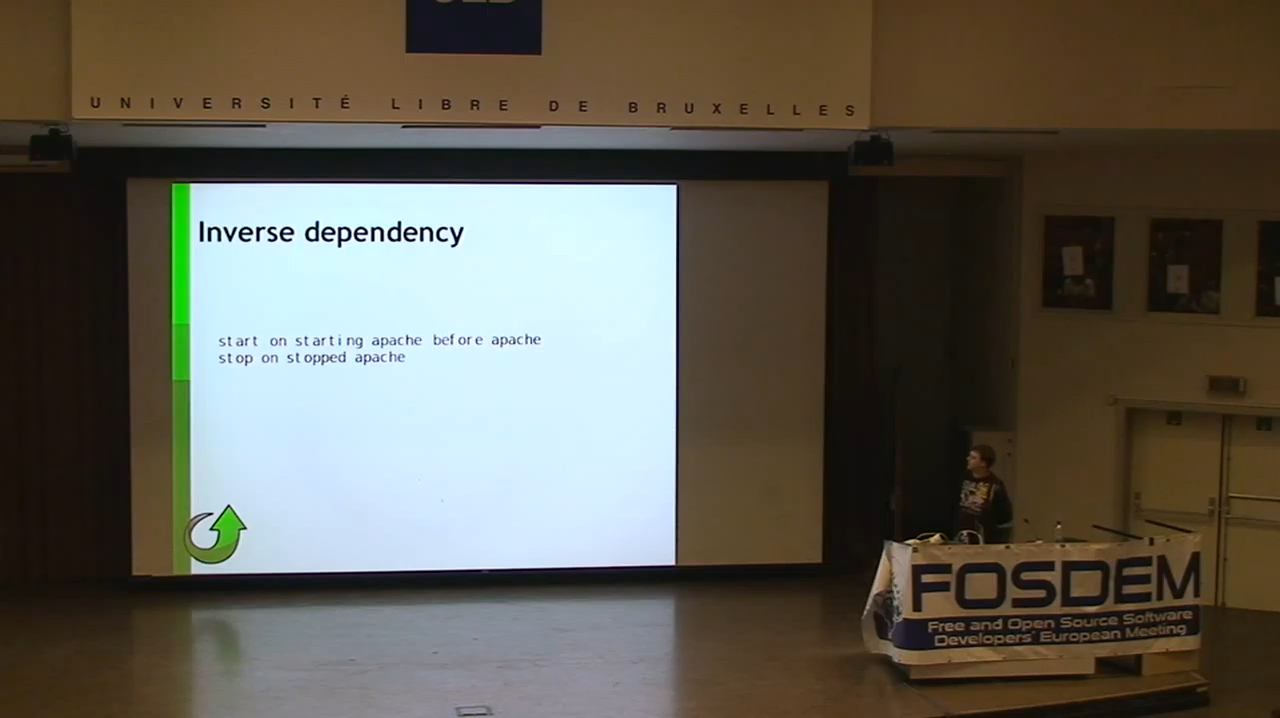 UNIVERSITÉ LIBRE DE BRUXELLES
Inverse dependency
start on starting apache before apache
stop on stopped apache
FOSDEM
Free and Open Source Software
Developers' European Meeting